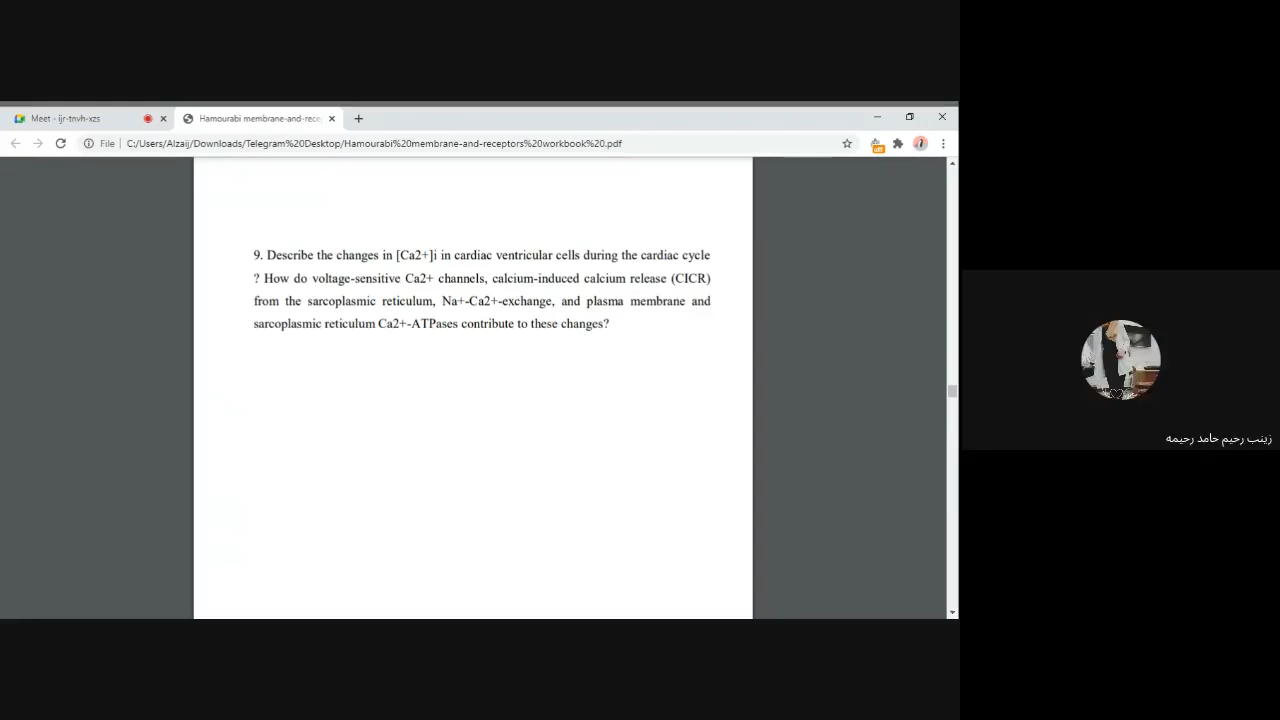 Meet - ijr-tnvh-xzs
Hamourabi membrane-and-rece
File
C:/Users/Alzaij/Downloads/Telegram%20Desktop/Hamourabi%20membrane-and-receptors%20workbook%20.pdf
off
9. Describe the changes in [Ca2+]i in cardiac ventricular cells during the cardiac cycle
? How do voltage-sensitive Ca2+ channels, calcium-induced calcium release (CICR)
from the sarcoplasmic reticulum, Na+-Ca2+-exchange, and plasma membrane and
sarcoplasmic reticulum Ca2+-ATPases contribute to these changes?
زينب رحيم حامد رحيمه